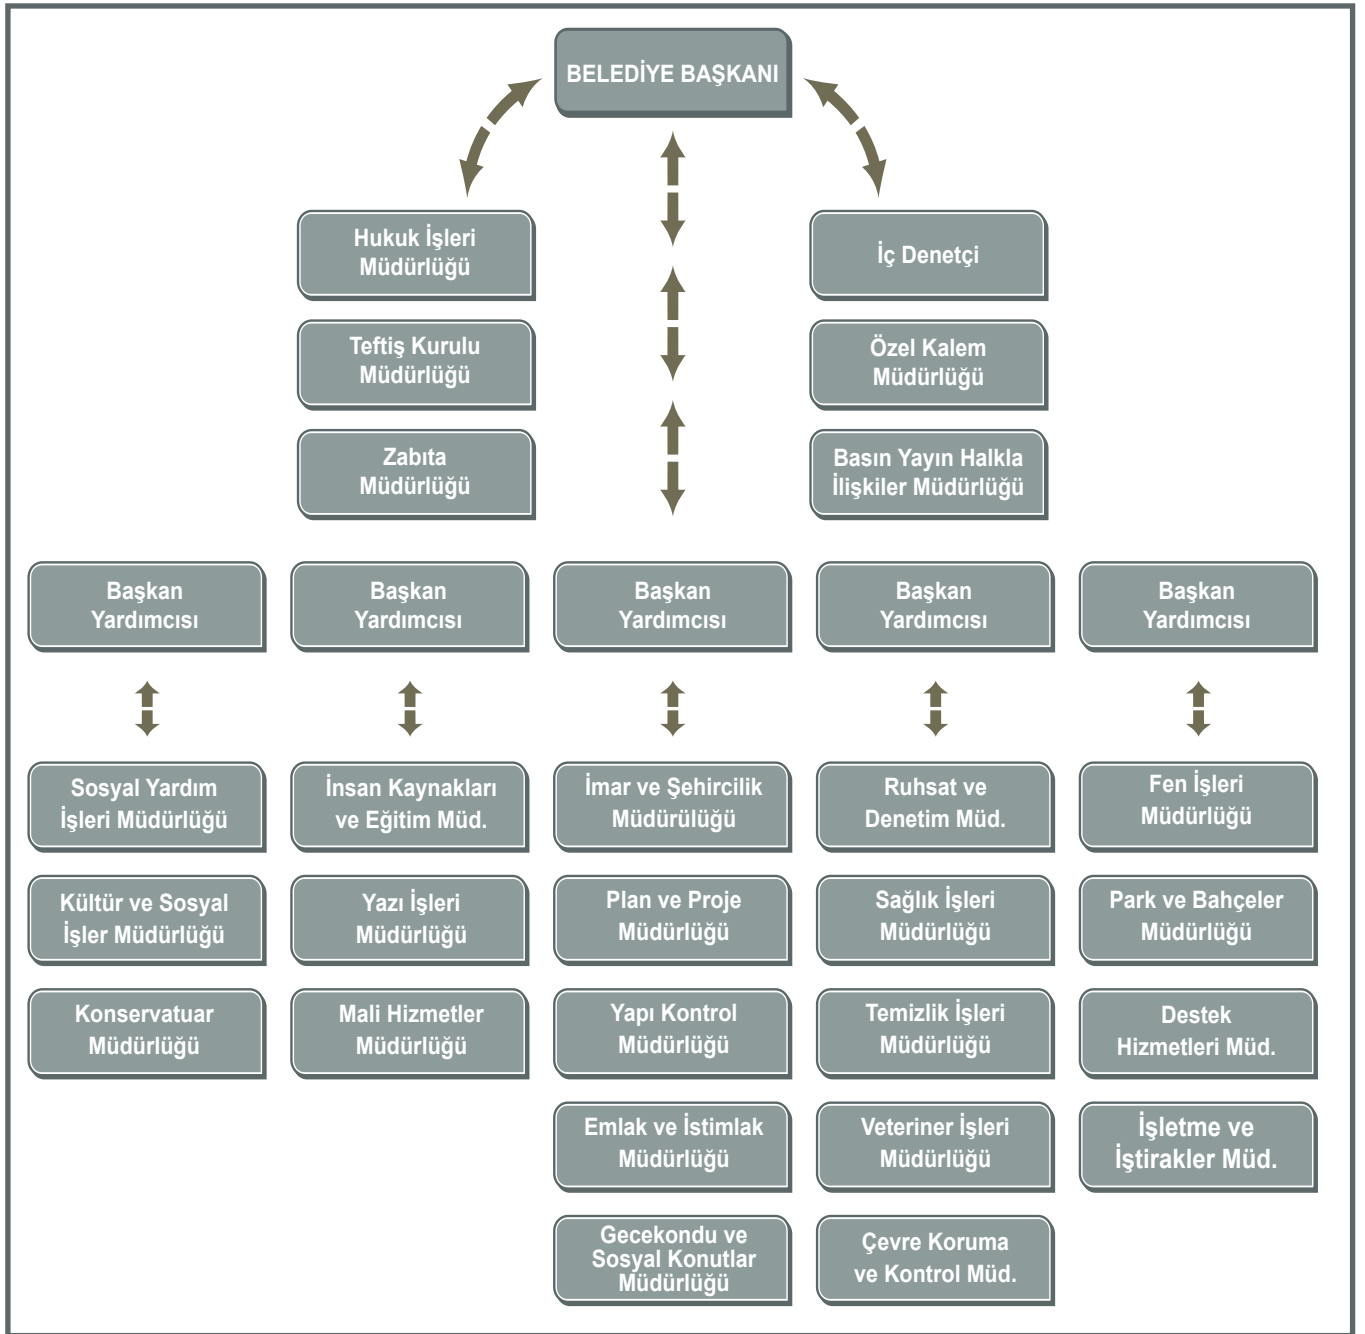 BELEDİYE BAŞKANI
Hukuk İşleri
Müdürlüğü
İç Denetçi
Teftiş Kurulu
Müdürlüğü
Özel Kalem
Müdürlüğü
Zabıta
Müdürlüğü
Basın Yayın Halkla
İlişkiler Müdürlüğü
Başkan
Yardımcısı
Başkan
Yardımcısı
Başkan
Yardımcısı
Başkan
Yardımcısı
Başkan
Yardımcısı
Sosyal Yardım
İşleri Müdürlüğü
İnsan Kaynakları
ve Eğitim Müd.
İmar ve Şehircilik
Müdürülüğü
Ruhsat ve
Denetim Müd.
Fen İşleri
Müdürlüğü
Kültür ve Sosyal
İşler Müdürlüğü
Yazı İşleri
Müdürlüğü
Plan ve Proje
Müdürlüğü
Sağlık İşleri
Müdürlüğü
Park ve Bahçeler
Müdürlüğü
Konservatuar
Müdürlüğü
Mali Hizmetler
Müdürlüğü
Yapı Kontrol
Müdürlüğü
Temizlik İşleri
Müdürlüğü
Destek
Hizmetleri Müd.
Emlak ve İstimlak
Müdürlüğü
Veteriner İşleri
Müdürlüğü
İşletme ve
İştirakler Müd.
Gecekondu ve
Sosyal Konutlar
Müdürlüğü
Çevre Koruma
ve Kontrol Müd.